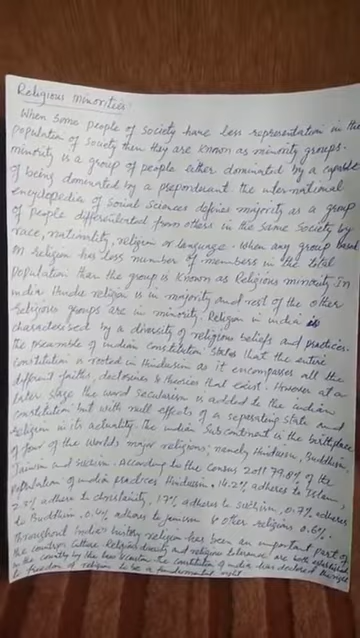 Religious Minorities:
When some people of society have less representation in the
population of society then they are known as minority groups.
minority is a group of people either dominated by a capable
of being dominated by a preponduant the international
encyclopedia of Social Sciences defines majority as a group
of people differentiated from others in the same society by
race, nationality, religion or language. When any group based
on religion has less number of members in the total
population then the group is known as Religious minority. In
india Hindu religion is in majority and rest of the other
religious groups are in minority. Religion in india is
characterised by a diversity of religious beliefs and practices.
the preamble of indian constitution states that the entire
constitution is rooted in Hinduism as it encompasses all the
different faiths, doctrines & theories that exist. However at a
later stage the word secularism is added to the indian
constitution but with null effects of a separating state and
religion in its actuality. The indian subcontinent is the birthplace
of four of the world's major religions; namely Hinduism, Buddhism,
Jainism and Sikhism. According to the Census 2011 79.8% of the
population of india practices Hinduism, 14.2% adheres to Islam,
2.3% adhere to christianity, 1.7% adheres to Sikhism, 0.7% adheres
to Buddhism, 0.4% adheres to Jainism & other religions 0.6%.
Throughout India's history religion has been an important part of
the country's culture Religious diversity and religious tolerance are both established
in the country by the law & custom the constitution of india has declared the right
to freedom of religion to be a fundamental right.